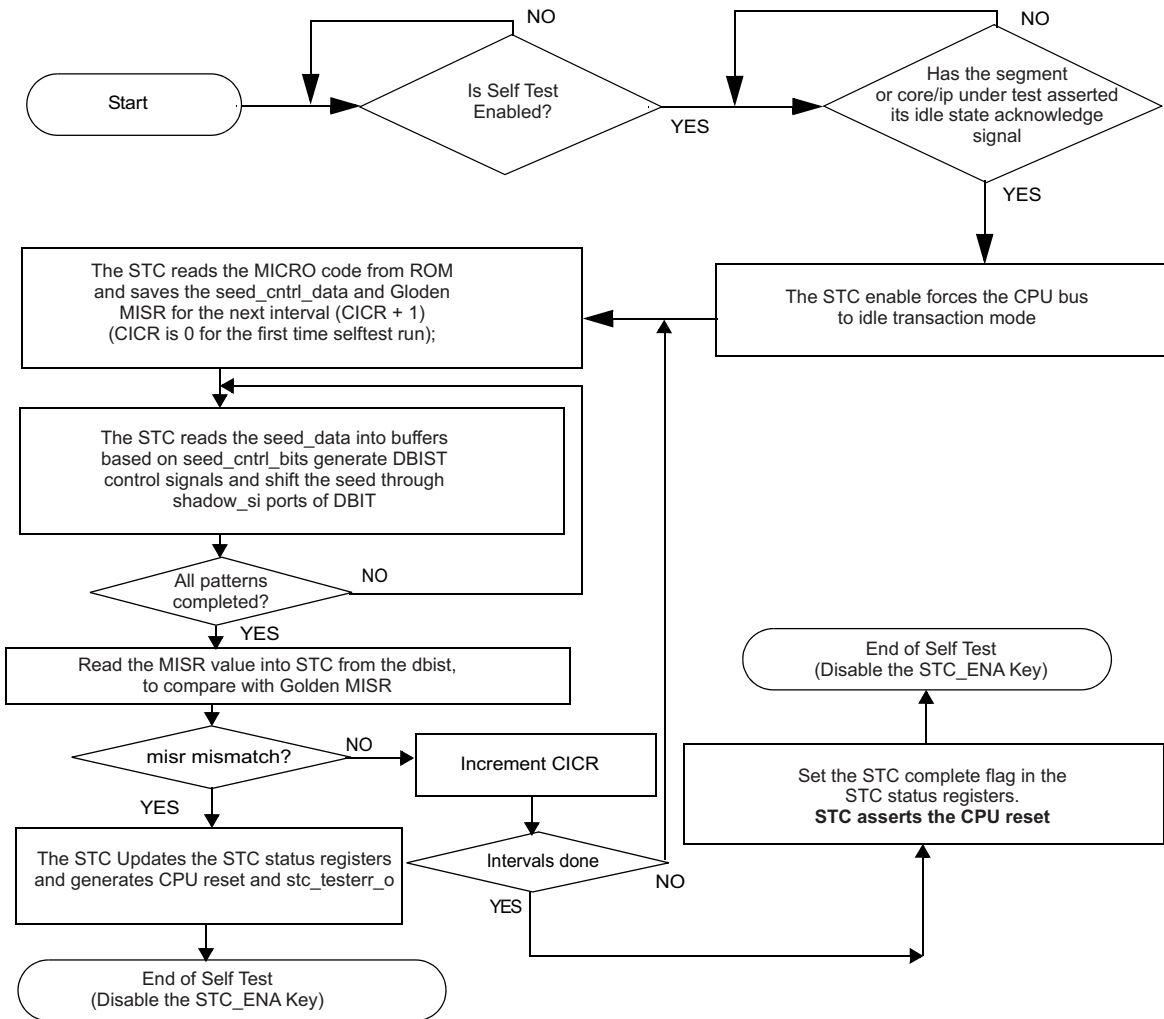 NO
NO
Start
Is Self Test
Enabled?
YES
Has the segment
or core/ip under test asserted
its idle state acknowledge
signal
YES
The STC reads the MICRO code from ROM
and saves the seed_cntrl_data and Gloden
MISR for the next interval (CICR + 1)
(CICR is 0 for the first time selftest run);
The STC enable forces the CPU bus
to idle transaction mode
The STC reads the seed_data into buffers
based on seed_cntrl_bits generate DBIST
control signals and shift the seed through
shadow_si ports of DBIT
All patterns
completed?
NO
YES
Read the MISR value into STC from the dbist,
to compare with Golden MISR
End of Self Test
(Disable the STC_ENA Key)
misr mismatch?
NO
Increment CICR
YES
Set the STC complete flag in the
STC status registers.
STC asserts the CPU reset
The STC Updates the STC status registers
and generates CPU reset and stc_testerr_o
Intervals done
NO
YES
End of Self Test
(Disable the STC_ENA Key)